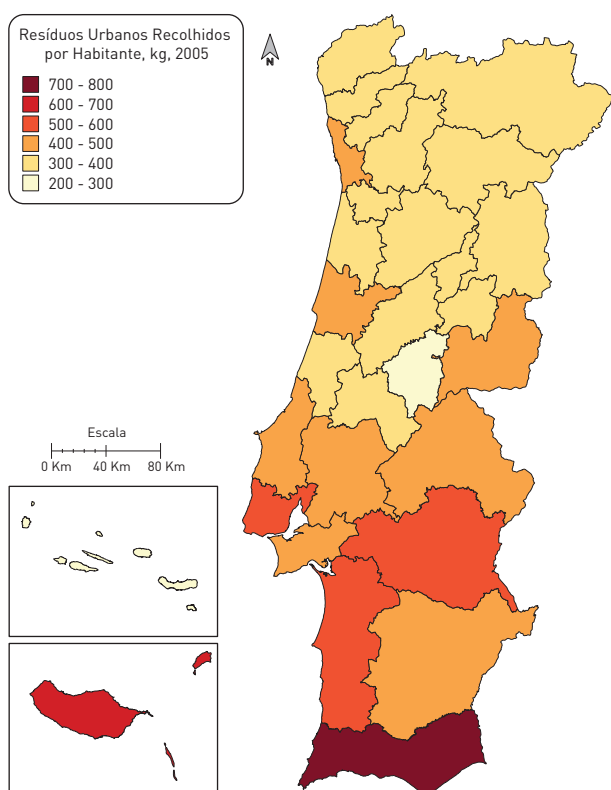 Resíduos Urbanos Recolhidos
por Habitante, kg, 2005
700 - 800
600 - 700
500 - 600
400 - 500
300 - 400
200 - 300
N
Escala
0 Km 40 Km 80 Km